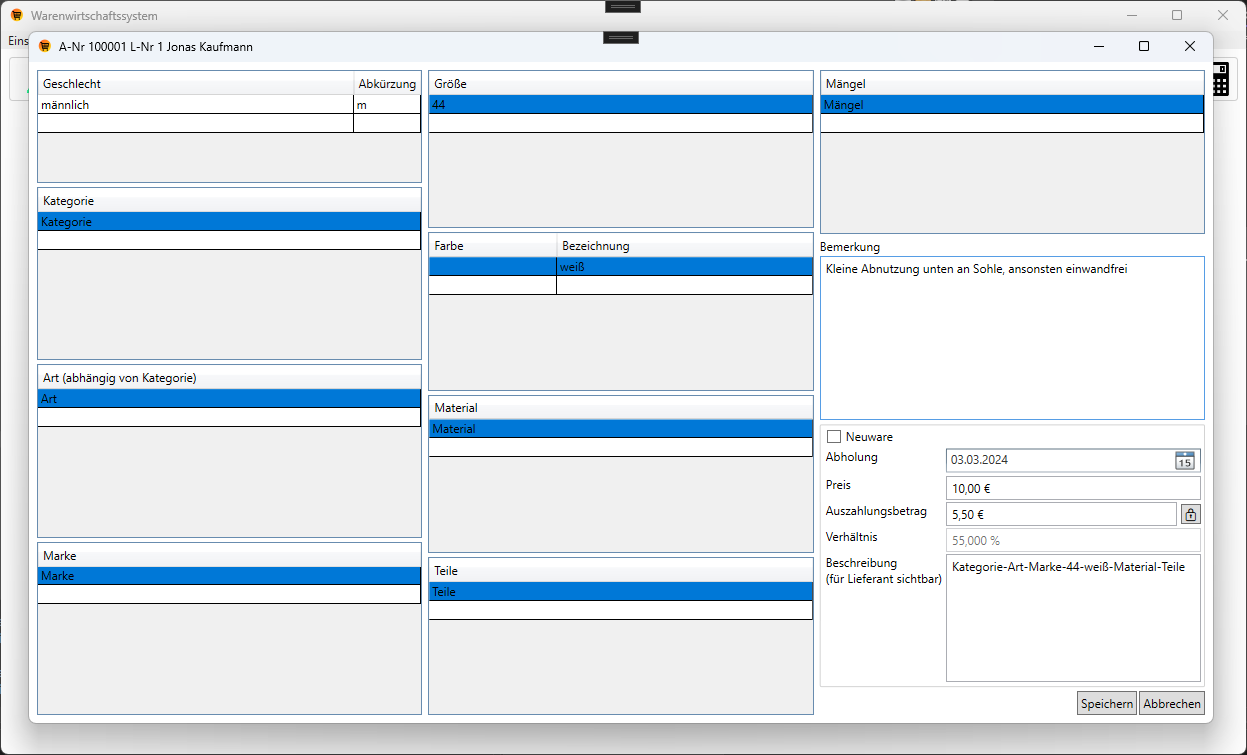 Warenwirtschaftssystem
Eins
A-Nr 100001 L-Nr 1 Jonas Kaufmann
Geschlecht Abkürzung
männlich m
Kategorie
Kategorie
Art (abhängig von Kategorie)
Art
Marke
Marke
Größe
44
Farbe Bezeichnung
weiß
Material
Material
Teile
Teile
Mängel
Mängel
Bemerkung
Kleine Abnutzung unten an Sohle, ansonsten einwandfrei
Neuware
Abholung 03.03.2024 15
Preis 10,00 €
Auszahlungsbetrag 5,50 €
Verhältnis 55,000 %
Beschreibung Kategorie-Art-Marke-44-weiß-Material-Teile
(für Lieferant sichtbar)
Speichern Abbrechen